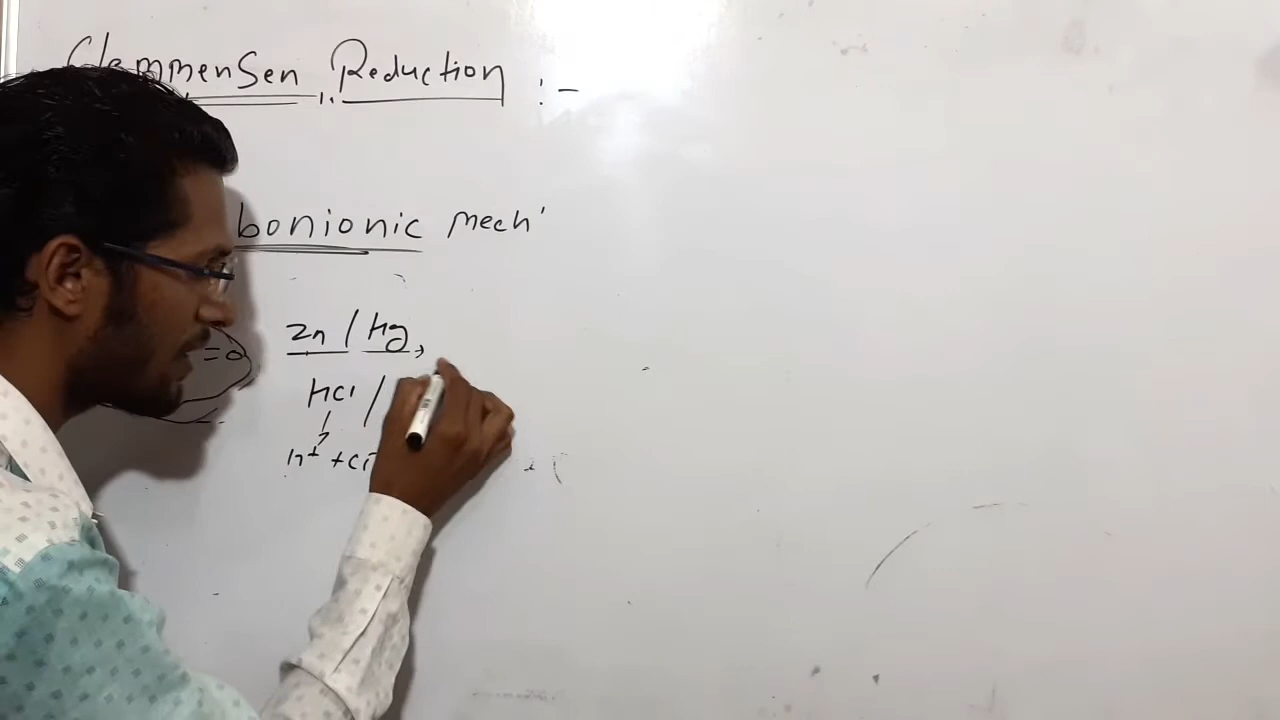 Clemmensen Reduction :-
bonionic mech'
=O Zn / Hg,
HCl /
H+ + Cl-